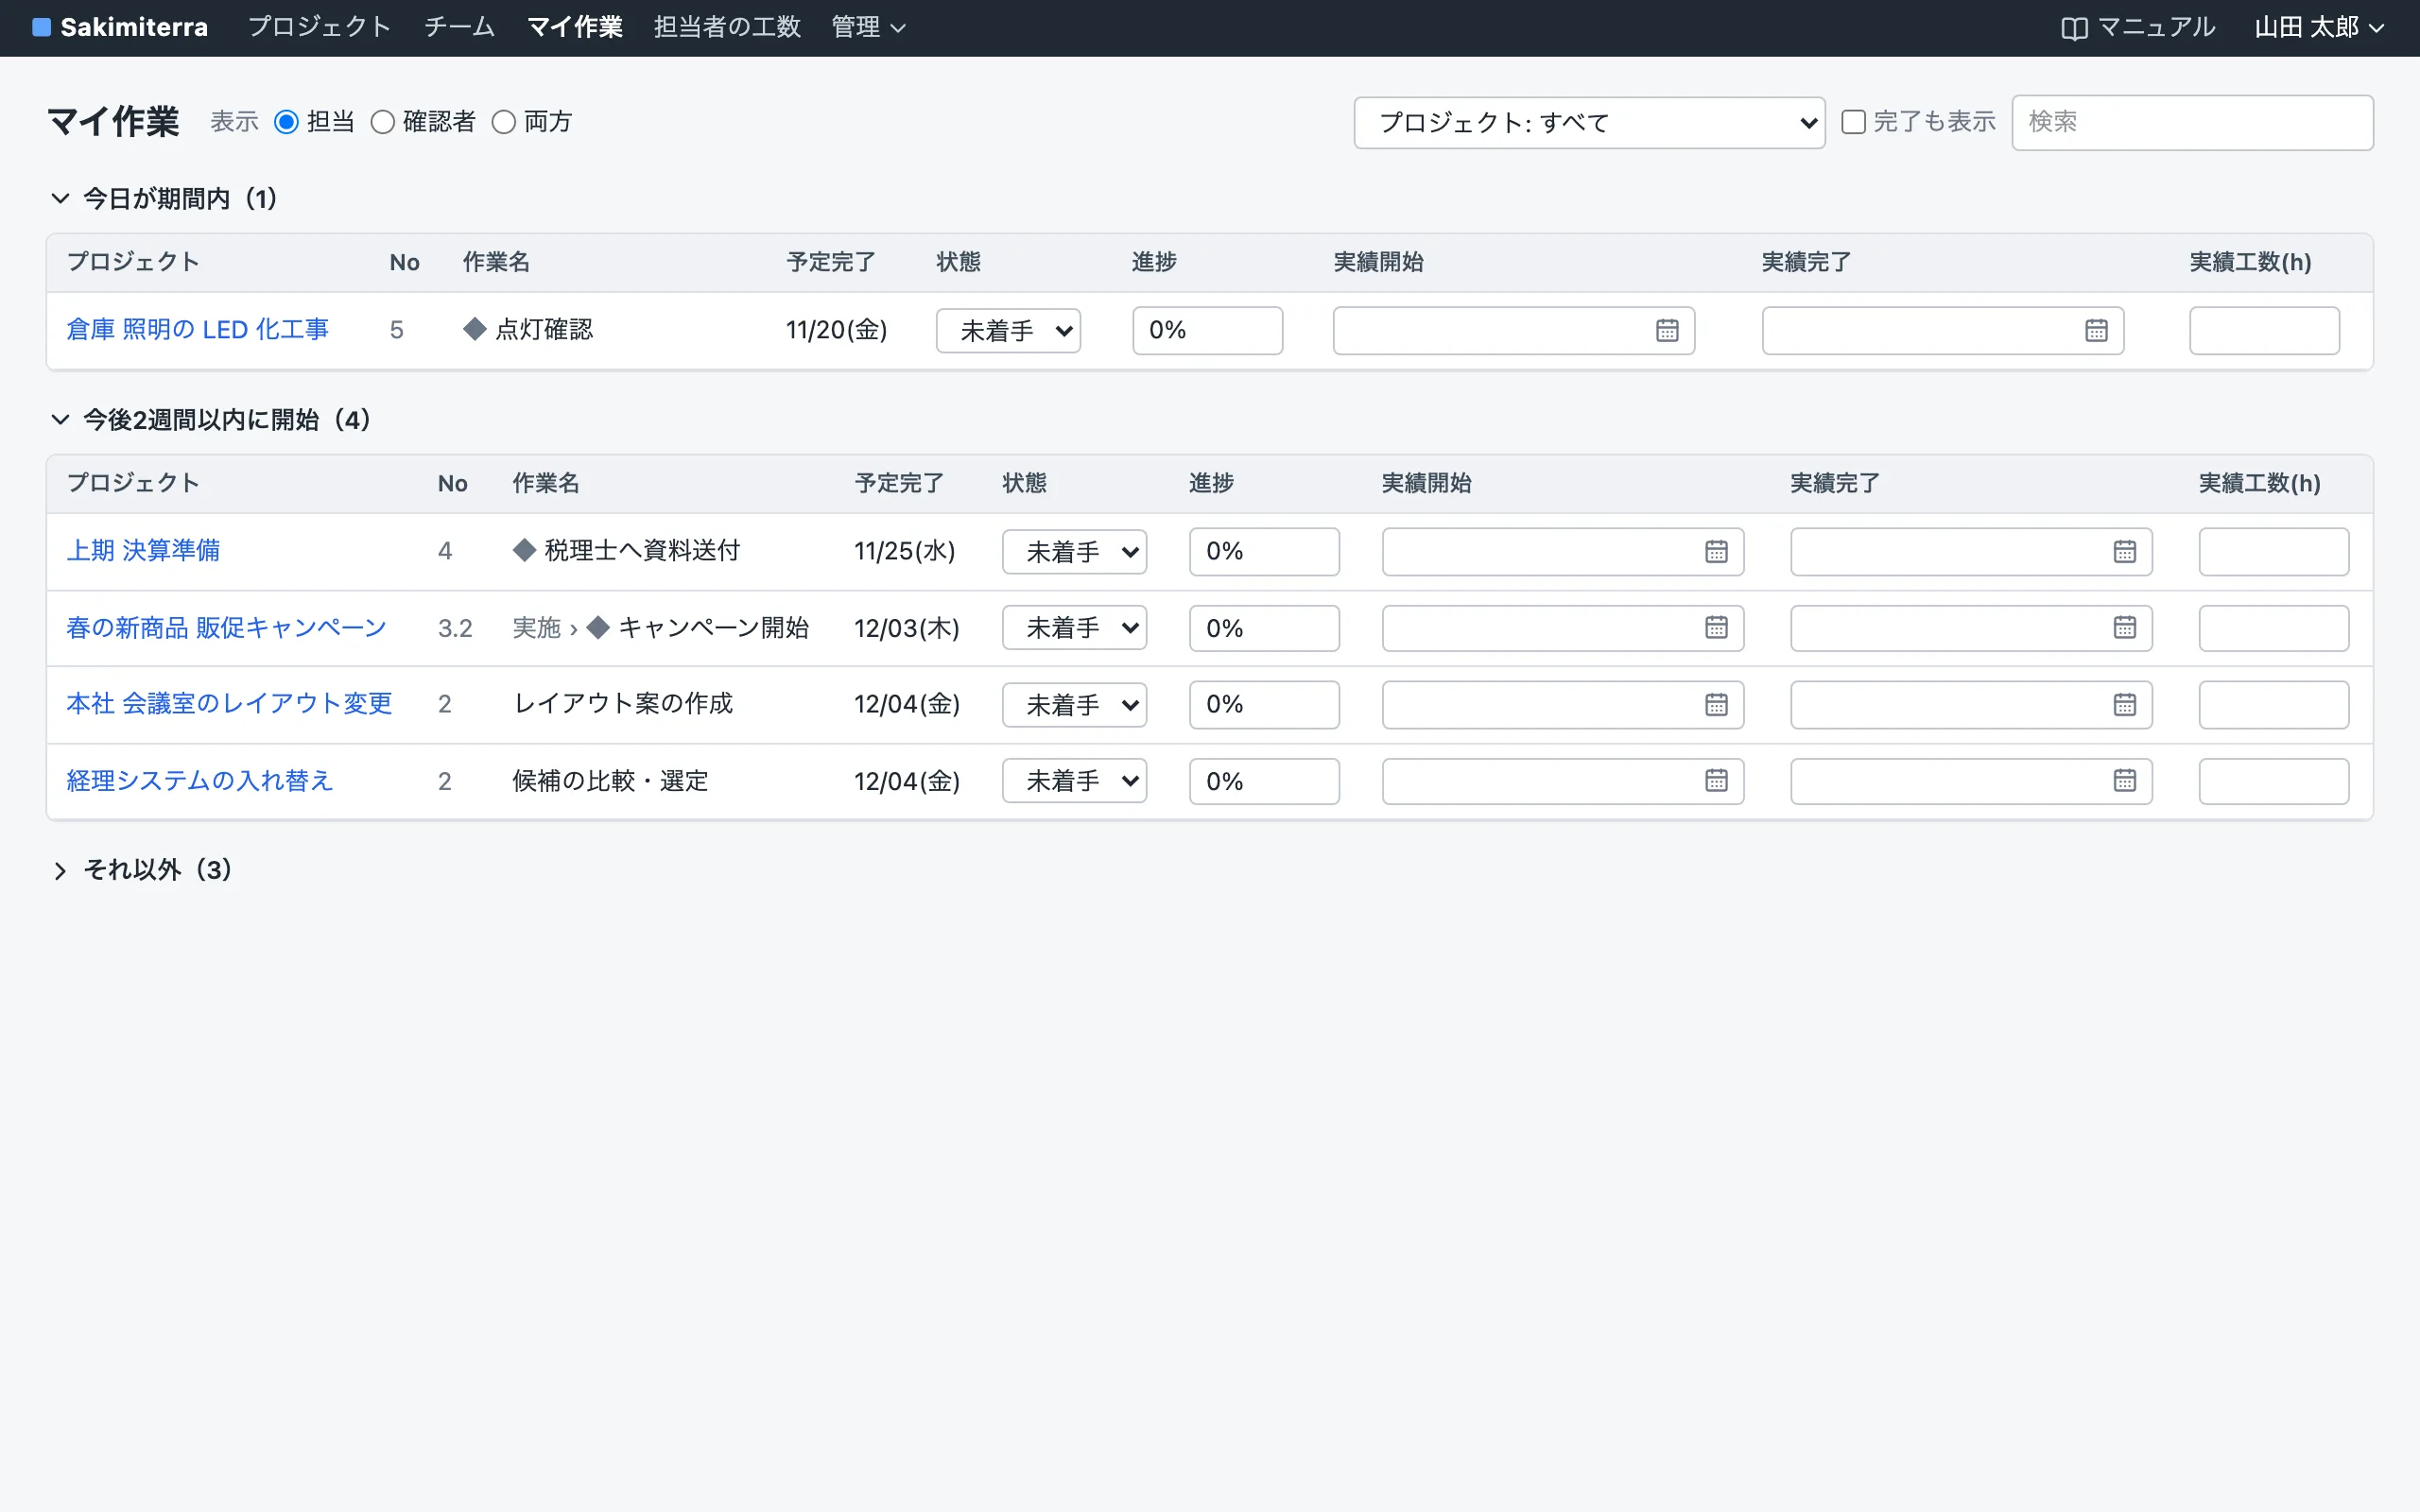 Sakimiterra プロジェクト チーム マイ作業 担当者の工数 管理 マニュアル 山田 太郎
マイ作業 表示 担当 確認者 両方 プロジェクト: すべて 完了も表示 検索
今日が期間内（1）
プロジェクト No 作業名 予定完了 状態 進捗 実績開始 実績完了 実績工数(h)
倉庫 照明の LED 化工事 5 ◆ 点灯確認 11/20(金) 未着手 0%
今後2週間以内に開始（4）
プロジェクト No 作業名 予定完了 状態 進捗 実績開始 実績完了 実績工数(h)
上期 決算準備 4 ◆ 税理士へ資料送付 11/25(水) 未着手 0%
春の新商品 販促キャンペーン 3.2 実施 › ◆ キャンペーン開始 12/03(木) 未着手 0%
本社 会議室のレイアウト変更 2 レイアウト案の作成 12/04(金) 未着手 0%
経理システムの入れ替え 2 候補の比較・選定 12/04(金) 未着手 0%
それ以外（3）